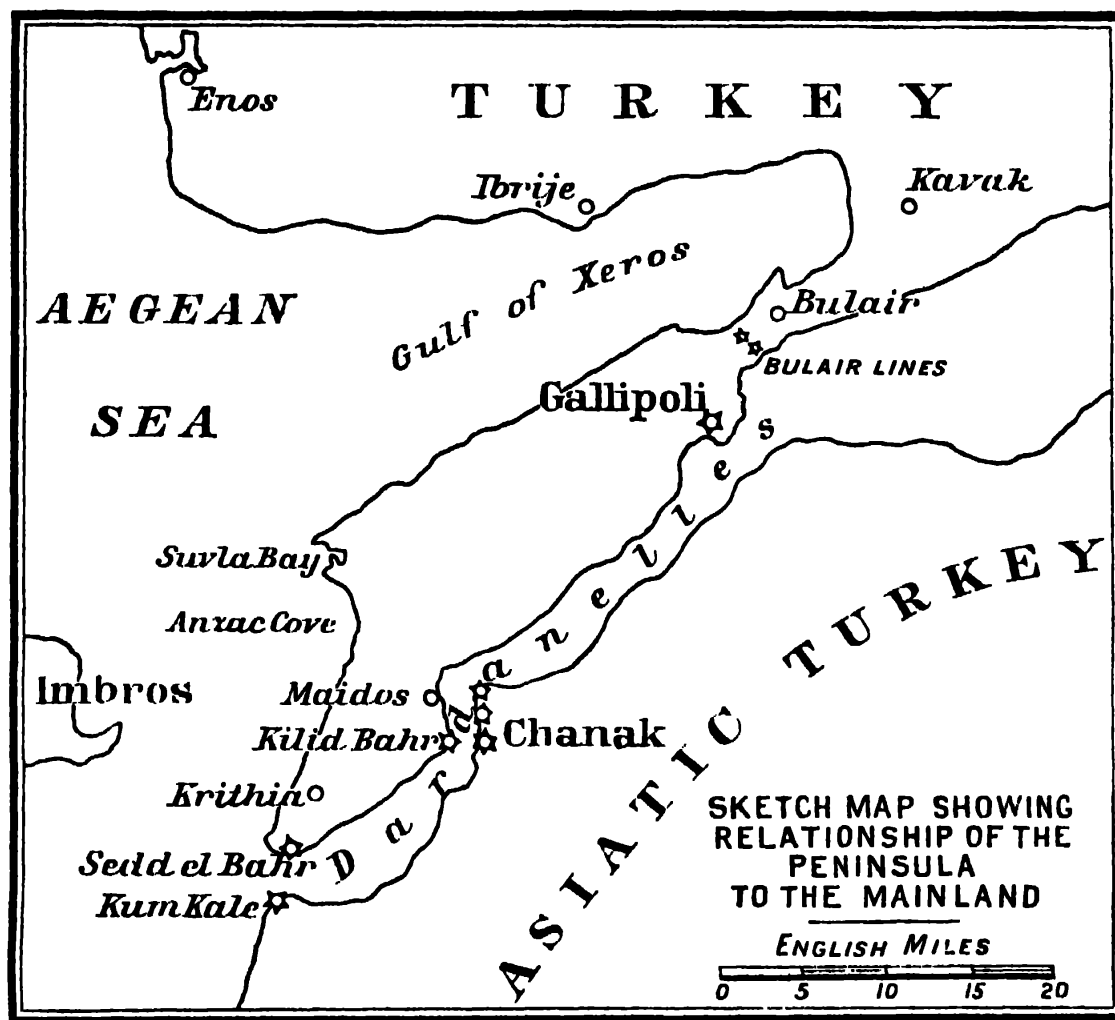 Enos
TURKEY
Ibrije
Kavak
Gulf of Xeros
AEGEAN
SEA
Bulair
BULAIR LINES
Gallipoli
Dardanelles
Suvla Bay
Anzac Cove
Imbros
Maidos
Kilid Bahr
Chanak
Krithia
Sedd el Bahr
Kum Kale
ASIATIC TURKEY
SKETCH MAP SHOWING
RELATIONSHIP OF THE
PENINSULA
TO THE MAINLAND
ENGLISH MILES
0 5 10 15 20